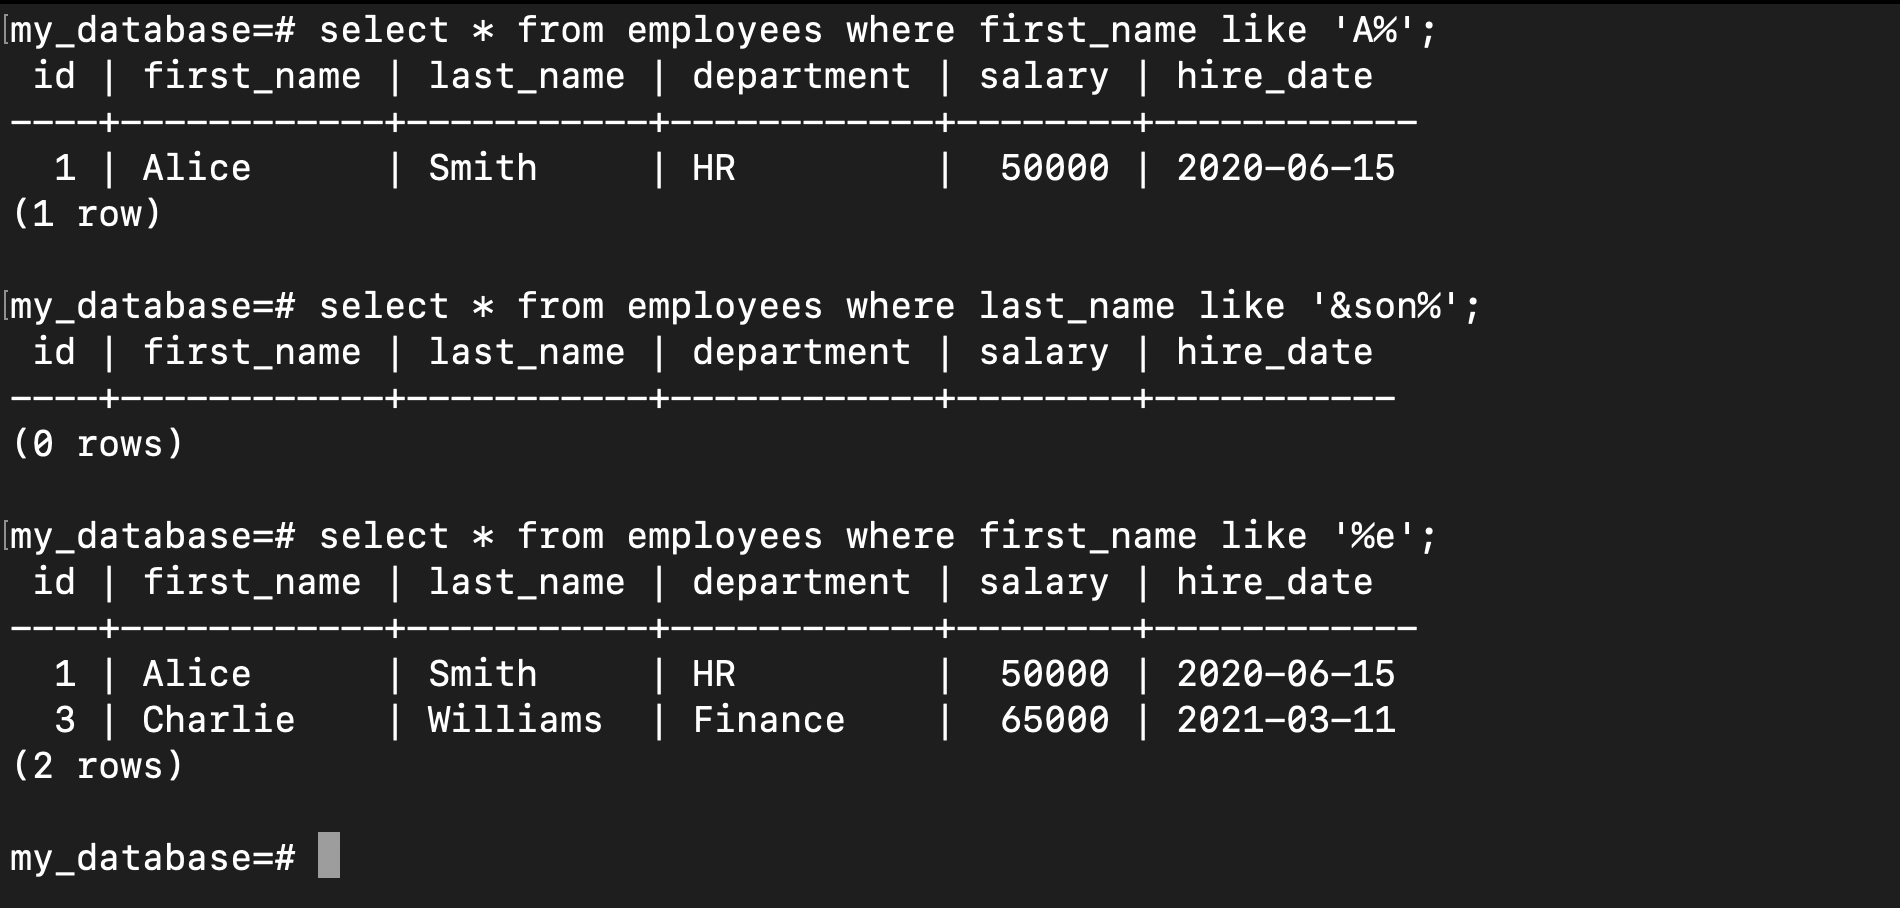 my_database=# select * from employees where first_name like 'A%';
 id | first_name | last_name | department | salary | hire_date
----+------------+-----------+------------+--------+------------
  1 | Alice      | Smith     | HR         |  50000 | 2020-06-15
(1 row)

my_database=# select * from employees where last_name like '&son%';
 id | first_name | last_name | department | salary | hire_date
----+------------+-----------+------------+--------+-----------
(0 rows)

my_database=# select * from employees where first_name like '%e';
 id | first_name | last_name | department | salary | hire_date
----+------------+-----------+------------+--------+------------
  1 | Alice      | Smith     | HR         |  50000 | 2020-06-15
  3 | Charlie    | Williams  | Finance    |  65000 | 2021-03-11
(2 rows)

my_database=#